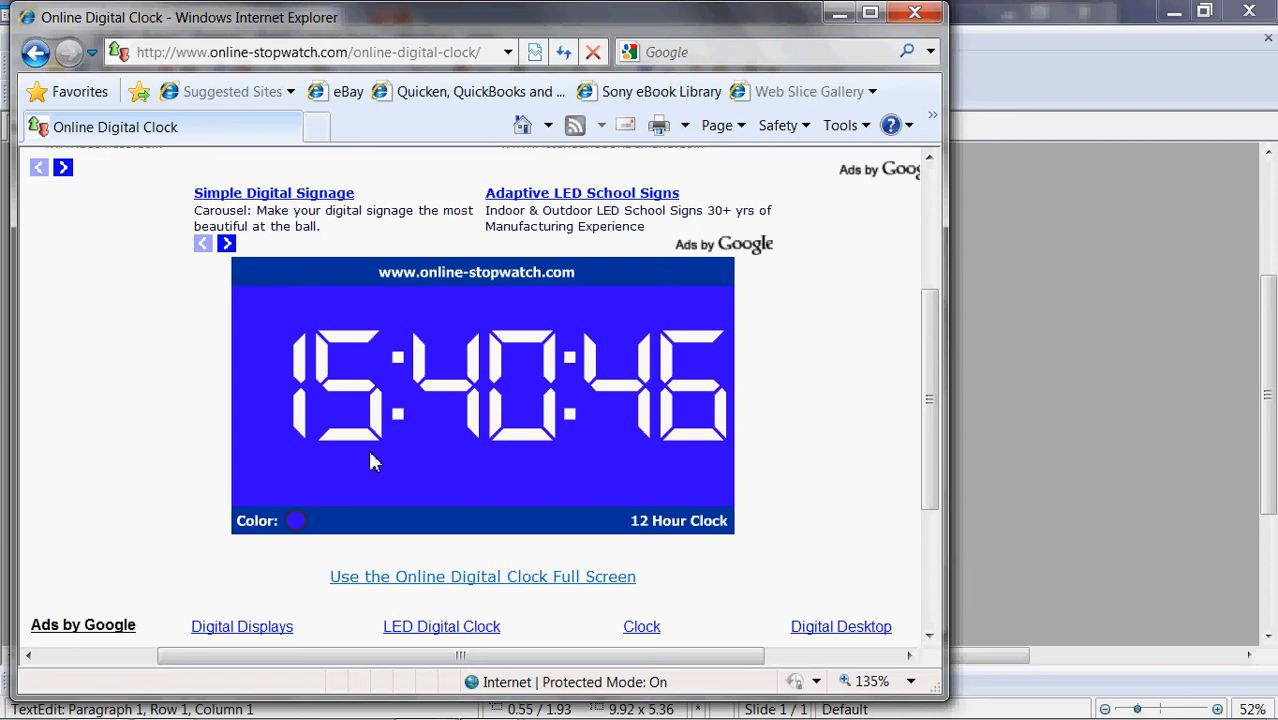 Online Digital Clock - Windows Internet Explorer
http://www.online-stopwatch.com/online-digital-clock/
Google
Favorites
Suggested Sites
eBay
Quicken, QuickBooks and ...
Sony eBook Library
Web Slice Gallery
Online Digital Clock
Page
Safety
Tools
Ads by Goo
Simple Digital Signage
Carousel: Make your digital signage the most
beautiful at the ball.
Adaptive LED School Signs
Indoor & Outdoor LED School Signs 30+ yrs of
Manufacturing Experience
Ads by Google
www.online-stopwatch.com
15:40:46
Color:
12 Hour Clock
Use the Online Digital Clock Full Screen
Ads by Google
Digital Displays
LED Digital Clock
Clock
Digital Desktop
Internet | Protected Mode: On
135%
TextEdit: Paragraph 1, Row 1, Column 1
0.55 / 1.93
9.92 x 5.36
*
Slide 1 / 1
Default
52%